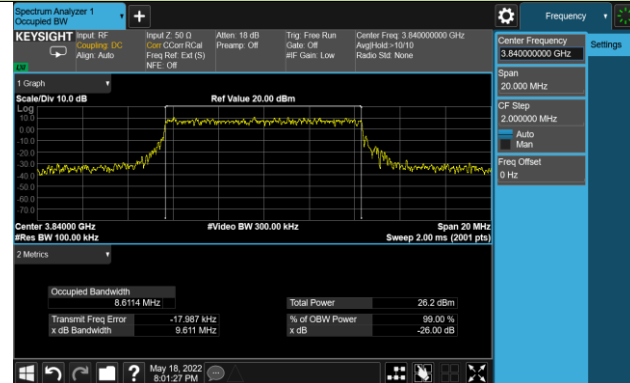 Spectrum Analyzer 1
Occupied BW
+
Frequency
KEYSIGHT
Input: RF
Coupling: DC
Align: Auto
Input Z: 50 Ω
Corr CCorr RCal
Freq Ref: Ext (S)
NFE: Off
Atten: 18 dB
Preamp: Off
Trig: Free Run
Gate: Off
#IF Gain: Low
Center Freq: 3.840000000 GHz
Avg|Hold:>10/10
Radio Std: None
LXI
Center Frequency
3.840000000 GHz
Settings
Span
20.000 MHz
CF Step
2.000000 MHz
Auto
Man
Freq Offset
0 Hz
1 Graph
Scale/Div 10.0 dB
Ref Value 20.00 dBm
Log
10.0
0.00
-10.0
-20.0
-30.0
-40.0
-50.0
-60.0
-70.0
Center 3.84000 GHz
#Video BW 300.00 kHz
Span 20 MHz
#Res BW 100.00 kHz
Sweep 2.00 ms (2001 pts)
2 Metrics
Occupied Bandwidth
8.6114 MHz
Total Power
26.2 dBm
Transmit Freq Error
-17.987 kHz
% of OBW Power
99.00 %
x dB Bandwidth
9.611 MHz
x dB
-26.00 dB
?
May 18, 2022
8:01:27 PM